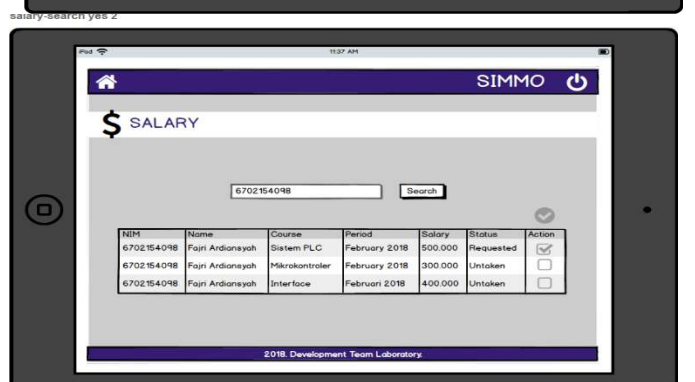 salary-search yes 2
iPod 11:37 AM
SIMMO
$ SALARY
6702154098 Search
NIM Name Course Period Salary Status Action
6702154098 Fajri Ardiansyah Sistem PLC February 2018 500.000 Requested
6702154098 Fajri Ardiansyah Mikrokontroler February 2018 300.000 Untaken
6702154098 Fajri Ardiansyah Interface Februari 2018 400.000 Untaken
2018. Development Team Laboratory.